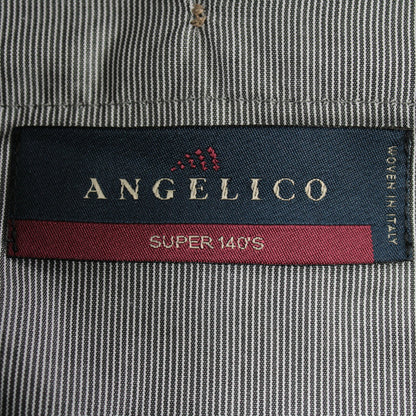 ANGELICO
SUPER 140'S
WOVEN IN ITALY